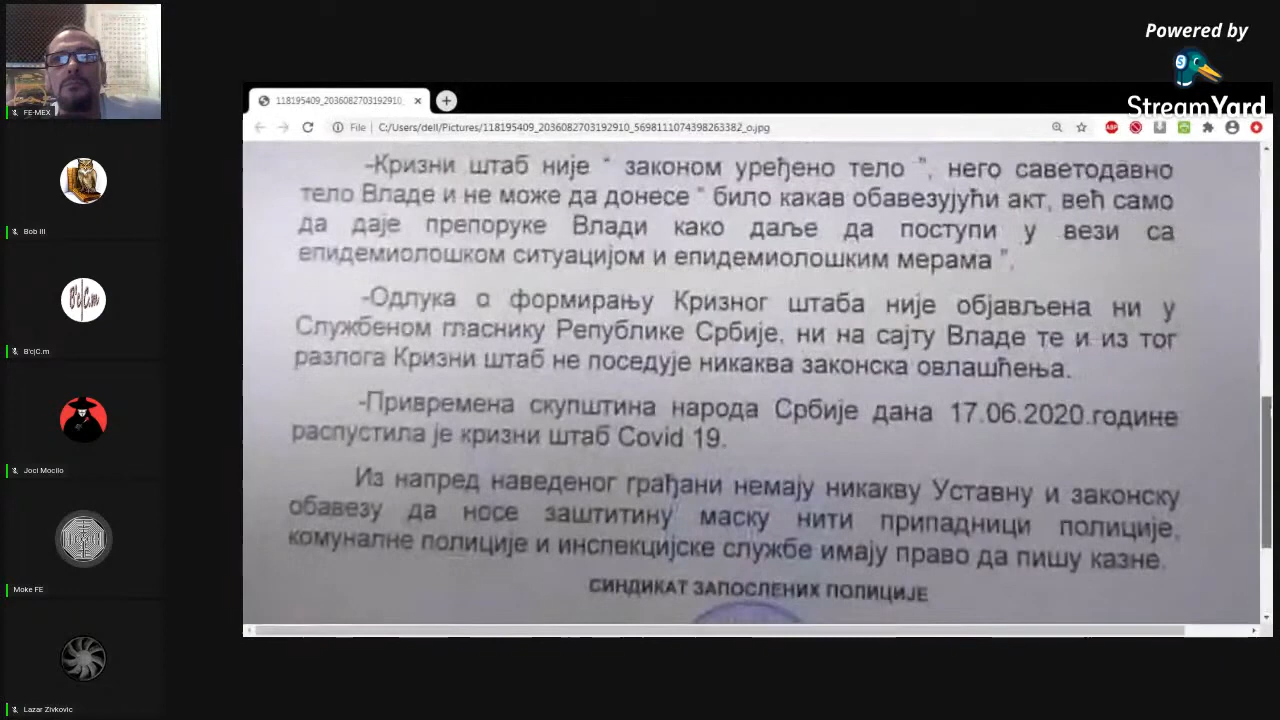 Powered by
StreamYard
FE-MEX
Bob III
B'c|C.m
B'c|C.m
Joci Mocilo
Moke FE
Lazar Zivkovic
118195409_2036082703192910_
File | C:/Users/dell/Pictures/118195409_2036082703192910_5698111074398263382_o.jpg
ABP
-Кризни штаб није “ законом уређено тело ”, него саветодавно
тело Владе и не може да донесе “ било какав обавезујући акт, већ само
да даје препоруке Влади како даље да поступи у вези са
епидемиолошком ситуацијом и епидемиолошким мерама ”.
-Одлука о формирању Кризног штаба није објављена ни у
Службеном гласнику Републике Србије, ни на сајту Владе те и из тог
разлога Кризни штаб не поседује никаква законска овлашћења.
-Привремена скупштина народа Србије дана 17.06.2020.године
распустила је кризни штаб Covid 19.
Из напред наведеног грађани немају никакву Уставну и законску
обавезу да носе заштитину маску нити припадници полиције,
комуналне полиције и инспекцијске службе имају право да пишу казне.
СИНДИКАТ ЗАПОСЛЕНИХ ПОЛИЦИЈЕ